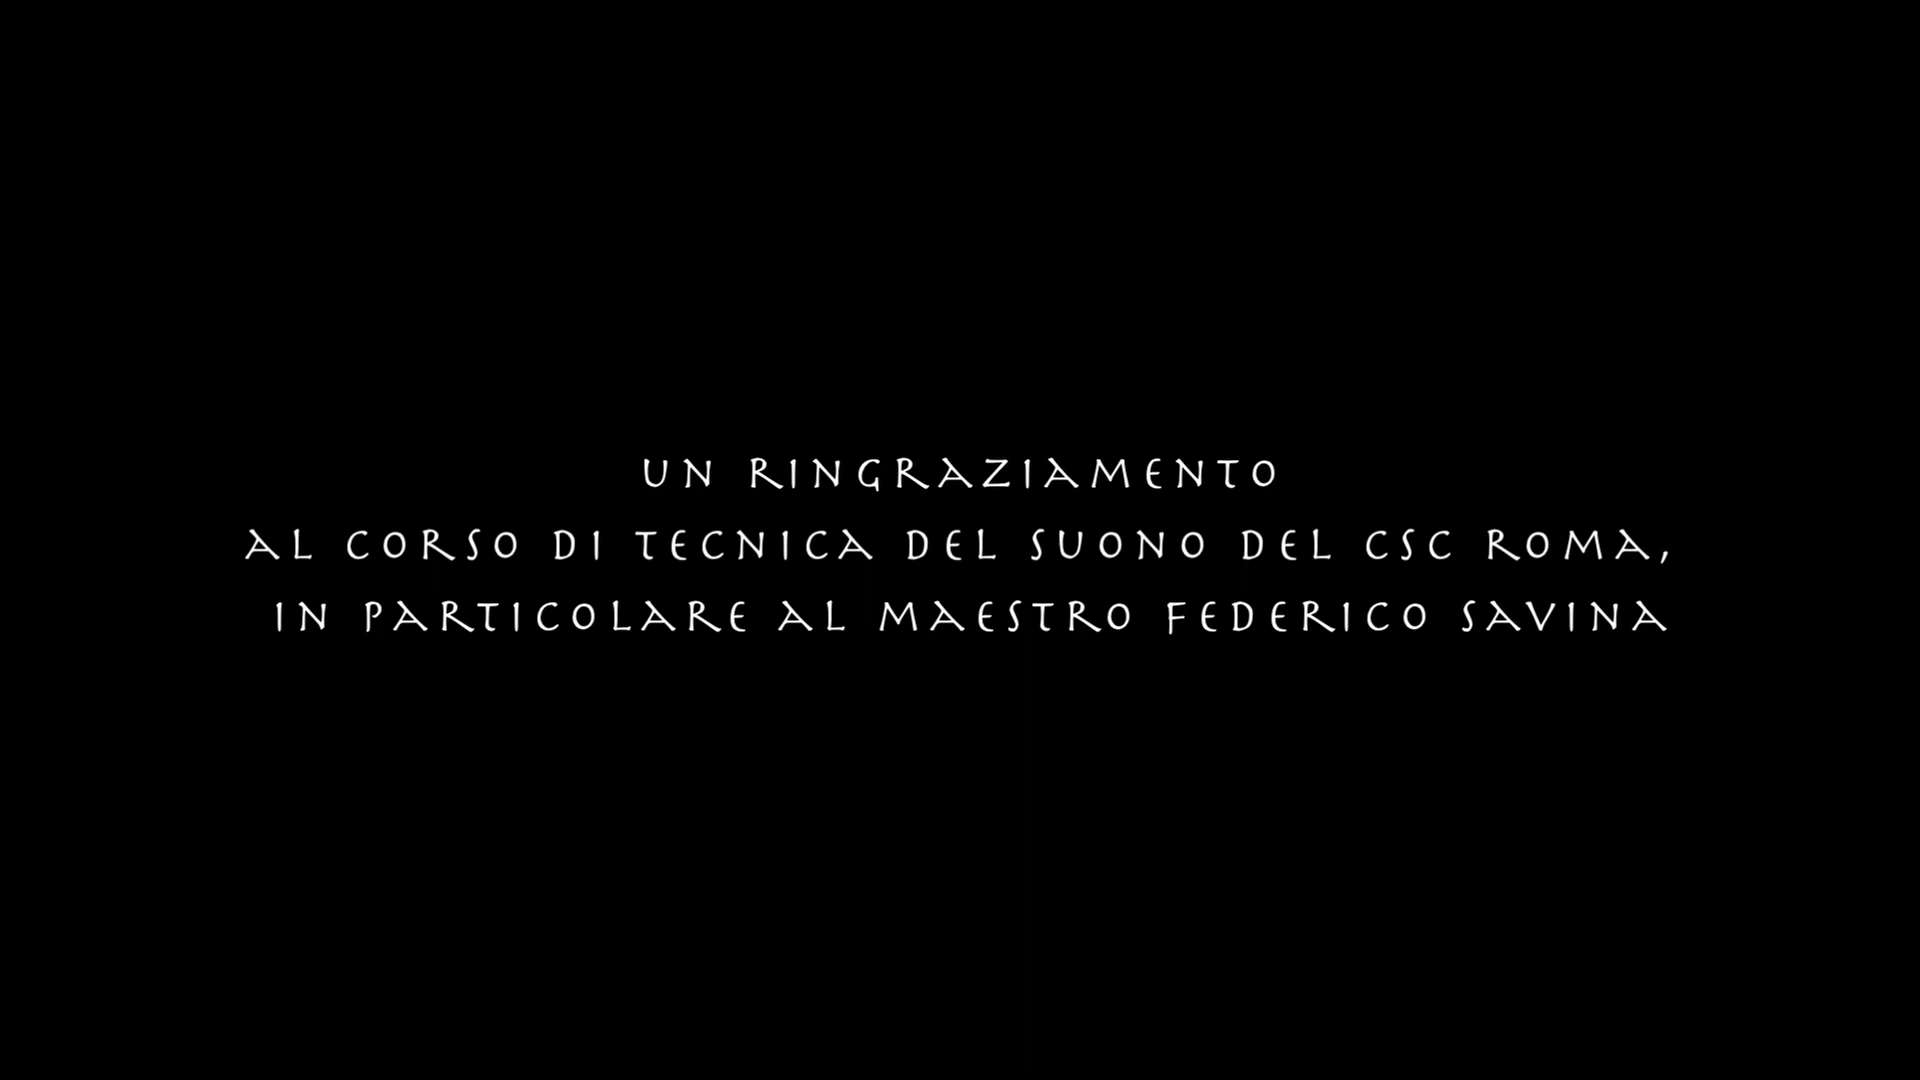 UN RINGRAZIAMENTO
AL CORSO DI TECNICA DEL SUONO DEL CSC ROMA,
IN PARTICOLARE AL MAESTRO FEDERICO SAVINA